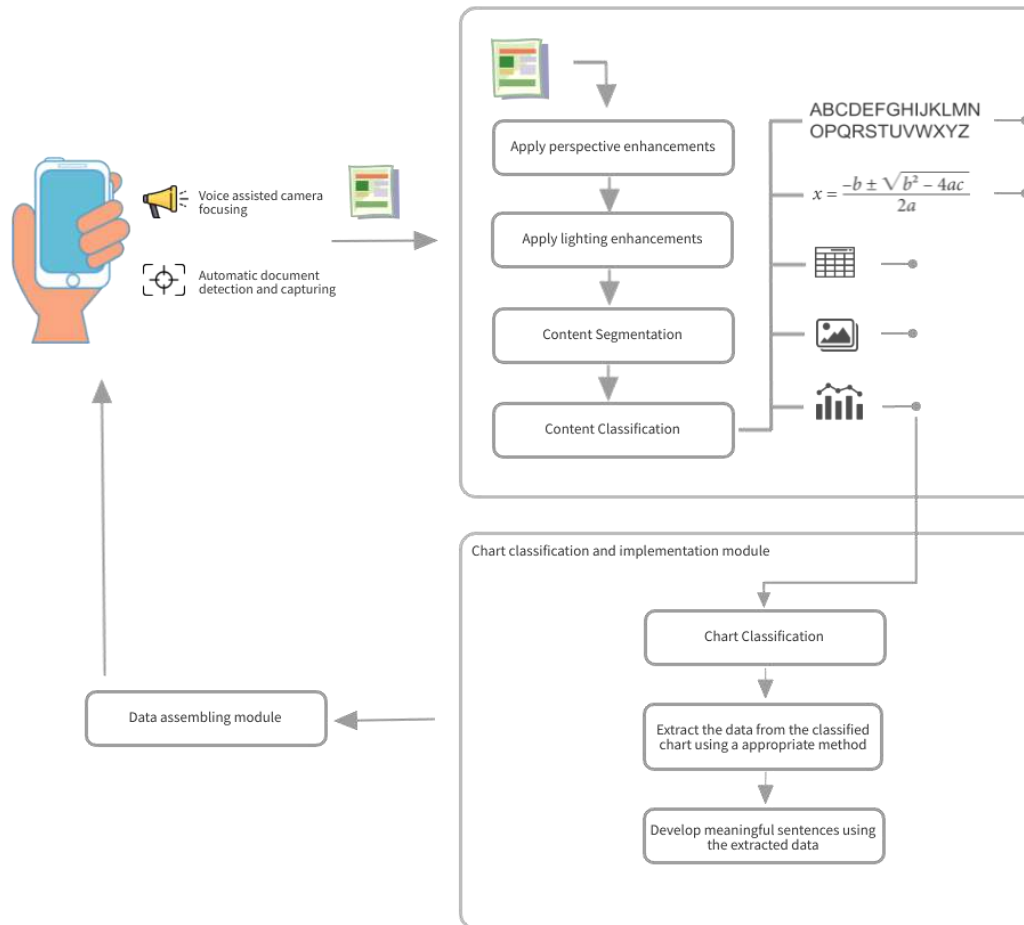 Voice assisted camera
focusing
Automatic document
detection and capturing
Apply perspective enhancements
Apply lighting enhancements
Content Segmentation
Content Classification
ABCDEFGHIJKLMN
OPQRSTUVWXYZ
x = −b ± √b² − 4ac / 2a
Chart classification and implementation module
Chart Classification
Extract the data from the classified
chart using a appropriate method
Develop meaningful sentences using
the extracted data
Data assembling module